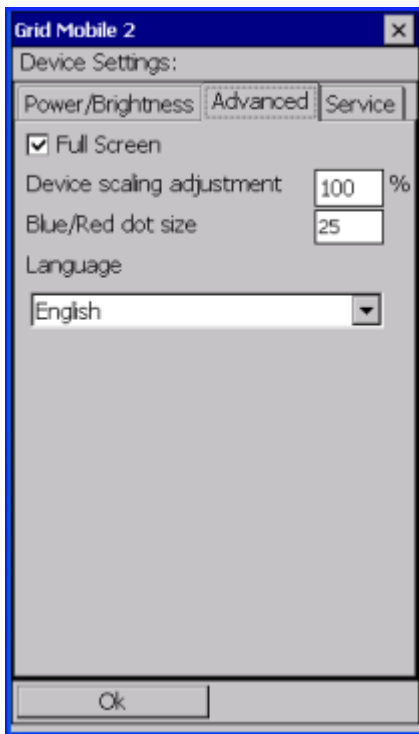 Grid Mobile 2
Device Settings:
Power/Brightness Advanced Service
Full Screen
Device scaling adjustment 100 %
Blue/Red dot size 25
Language
English
Ok